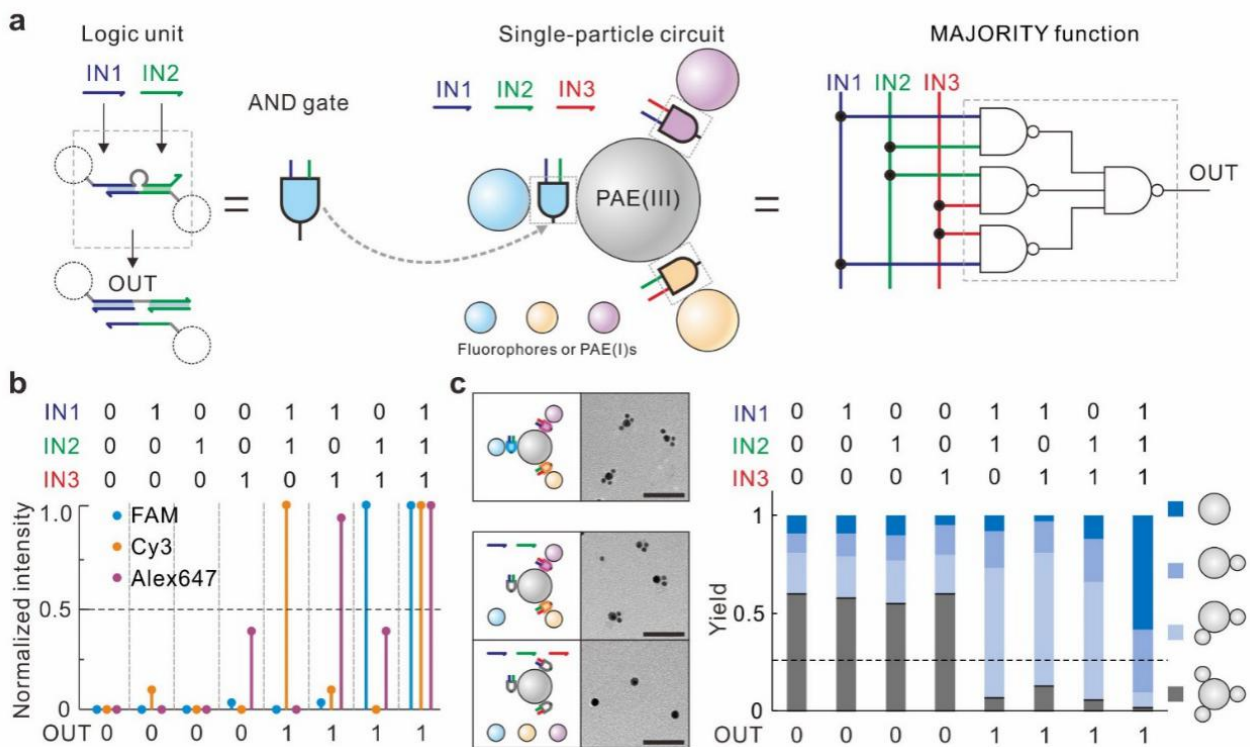 a
Logic unit
IN1 IN2
OUT
=
AND gate
Single-particle circuit
IN1 IN2 IN3
PAE(III)
Fluorophores or PAE(I)s
=
MAJORITY function
IN1 IN2 IN3
OUT
b
IN1 0 1 0 0 1 1 0 1
IN2 0 0 1 0 1 0 1 1
IN3 0 0 0 1 0 1 1 1
Normalized intensity
1.0
0.5
0
FAM
Cy3
Alex647
OUT 0 0 0 0 1 1 1 1
c
IN1 0 1 0 0 1 1 0 1
IN2 0 0 1 0 1 0 1 1
IN3 0 0 0 1 0 1 1 1
Yield
1
0.5
0
OUT 0 0 0 0 1 1 1 1